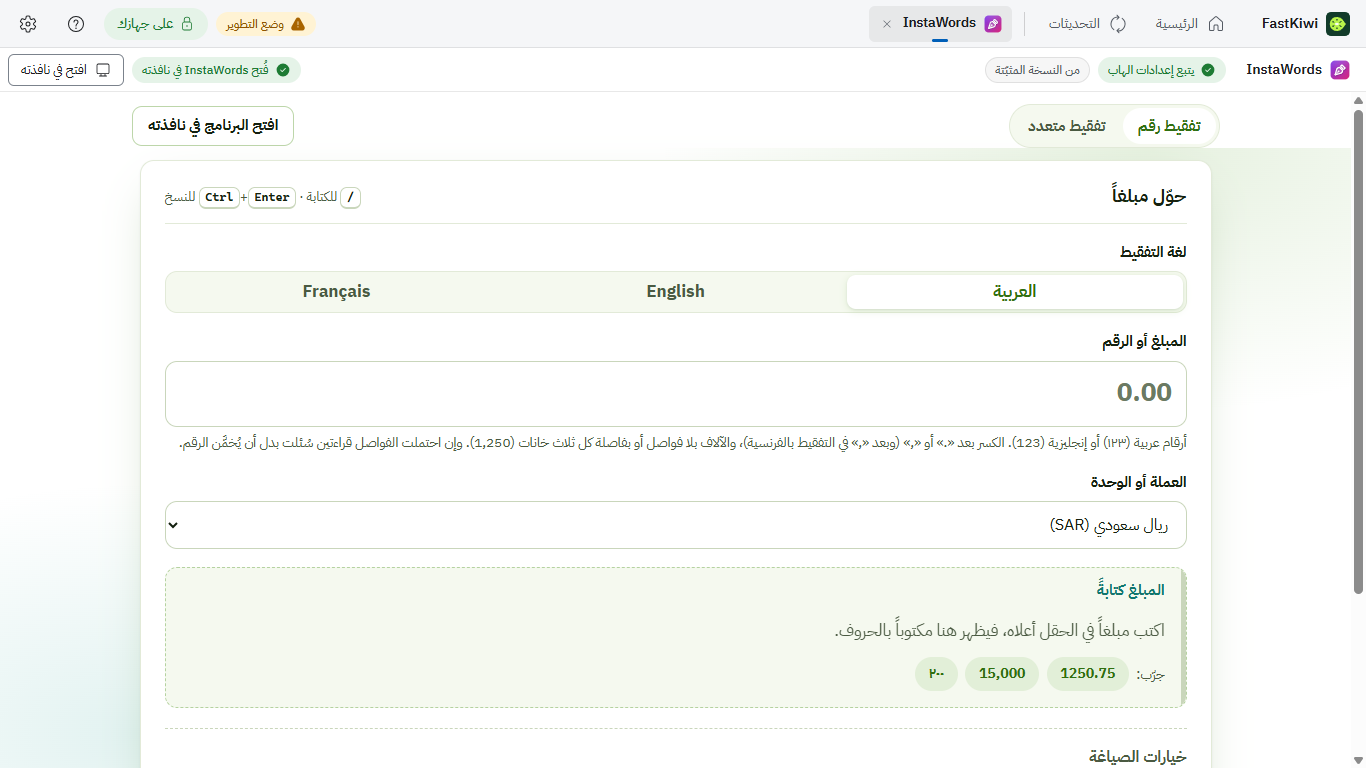 FastKiwi
الرئيسية
التحديثات
InstaWords
وضع التطوير
على جهازك
InstaWords
يتبع إعدادات الهاب
من النسخة المثبّتة
فُتح InstaWords في نافذته
افتح في نافذته
تفقيط رقم
تفقيط متعدد
افتح البرنامج في نافذته
حوّل مبلغاً
/ للكتابة · Ctrl+Enter للنسخ
لغة التفقيط
العربية
English
Français
المبلغ أو الرقم
0.00
أرقام عربية (١٢٣) أو إنجليزية (123). الكسر بعد «.» أو «,» (وبعد «,» في التفقيط بالفرنسية)، والآلاف بلا فواصل أو بفاصلة كل ثلاث خانات (1,250). وإن احتملت الفواصل قراءتين سُئلت بدل أن يُخمَّن الرقم.
العملة أو الوحدة
ريال سعودي (SAR)
المبلغ كتابةً
اكتب مبلغاً في الحقل أعلاه، فيظهر هنا مكتوباً بالحروف.
جرّب: 1250.75 15,000 ٢٠٠
خيارات الصياغة